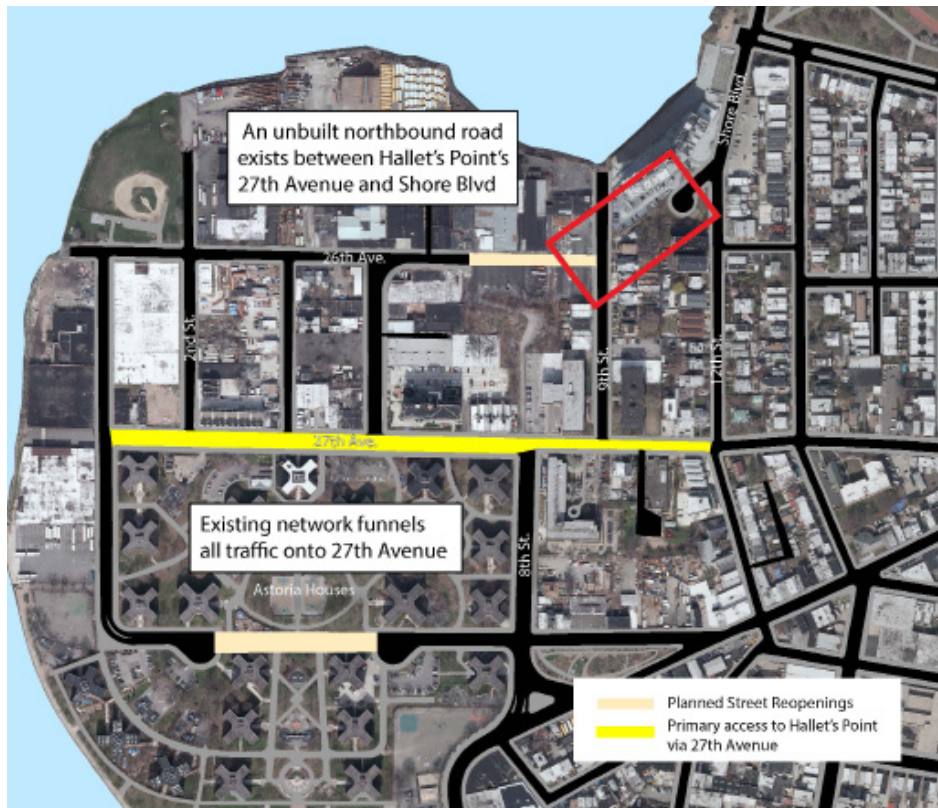 An unbuilt northbound road
exists between Hallet's Point's
27th Avenue and Shore Blvd
Shore Blvd
26th Ave.
2nd St.
9th St.
12th St.
27th Ave.
Existing network funnels
all traffic onto 27th Avenue
8th St.
Astoria Houses
Planned Street Reopenings
Primary access to Hallet's Point
via 27th Avenue